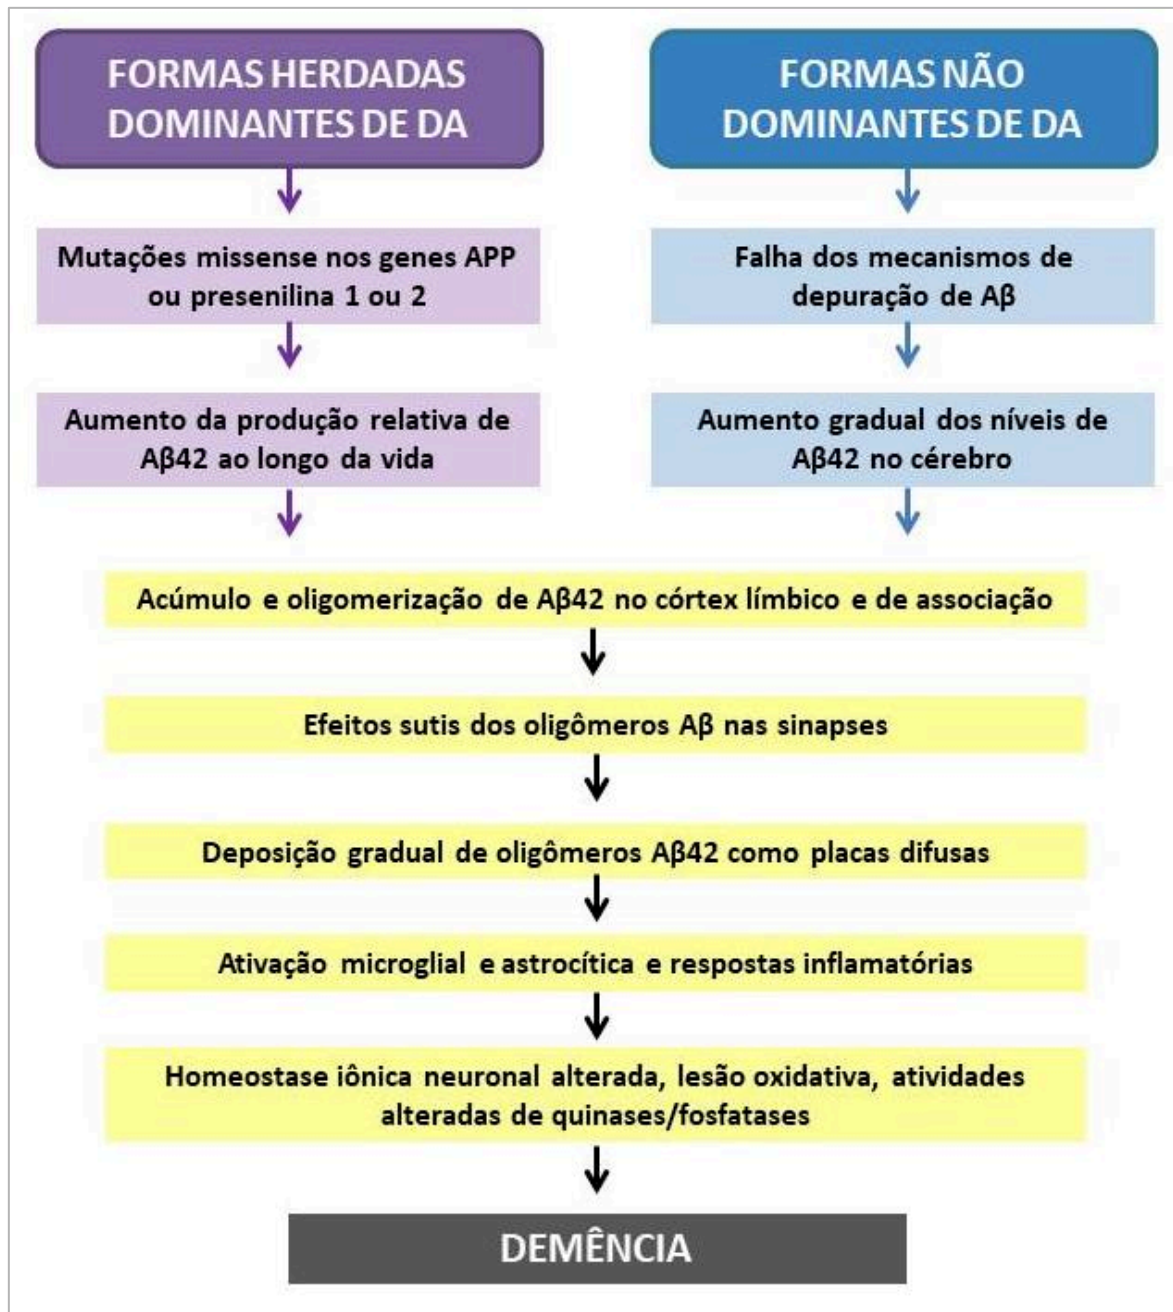 FORMAS HERDADAS
DOMINANTES DE DA
FORMAS NÃO
DOMINANTES DE DA
Mutações missense nos genes APP
ou presenilina 1 ou 2
Falha dos mecanismos de
depuração de Aβ
Aumento da produção relativa de
Aβ42 ao longo da vida
Aumento gradual dos níveis de
Aβ42 no cérebro
Acúmulo e oligomerização de Aβ42 no córtex límbico e de associação
Efeitos sutis dos oligômeros Aβ nas sinapses
Deposição gradual de oligômeros Aβ42 como placas difusas
Ativação microglial e astrocítica e respostas inflamatórias
Homeostase iônica neuronal alterada, lesão oxidativa, atividades
alteradas de quinases/fosfatases
DEMÊNCIA